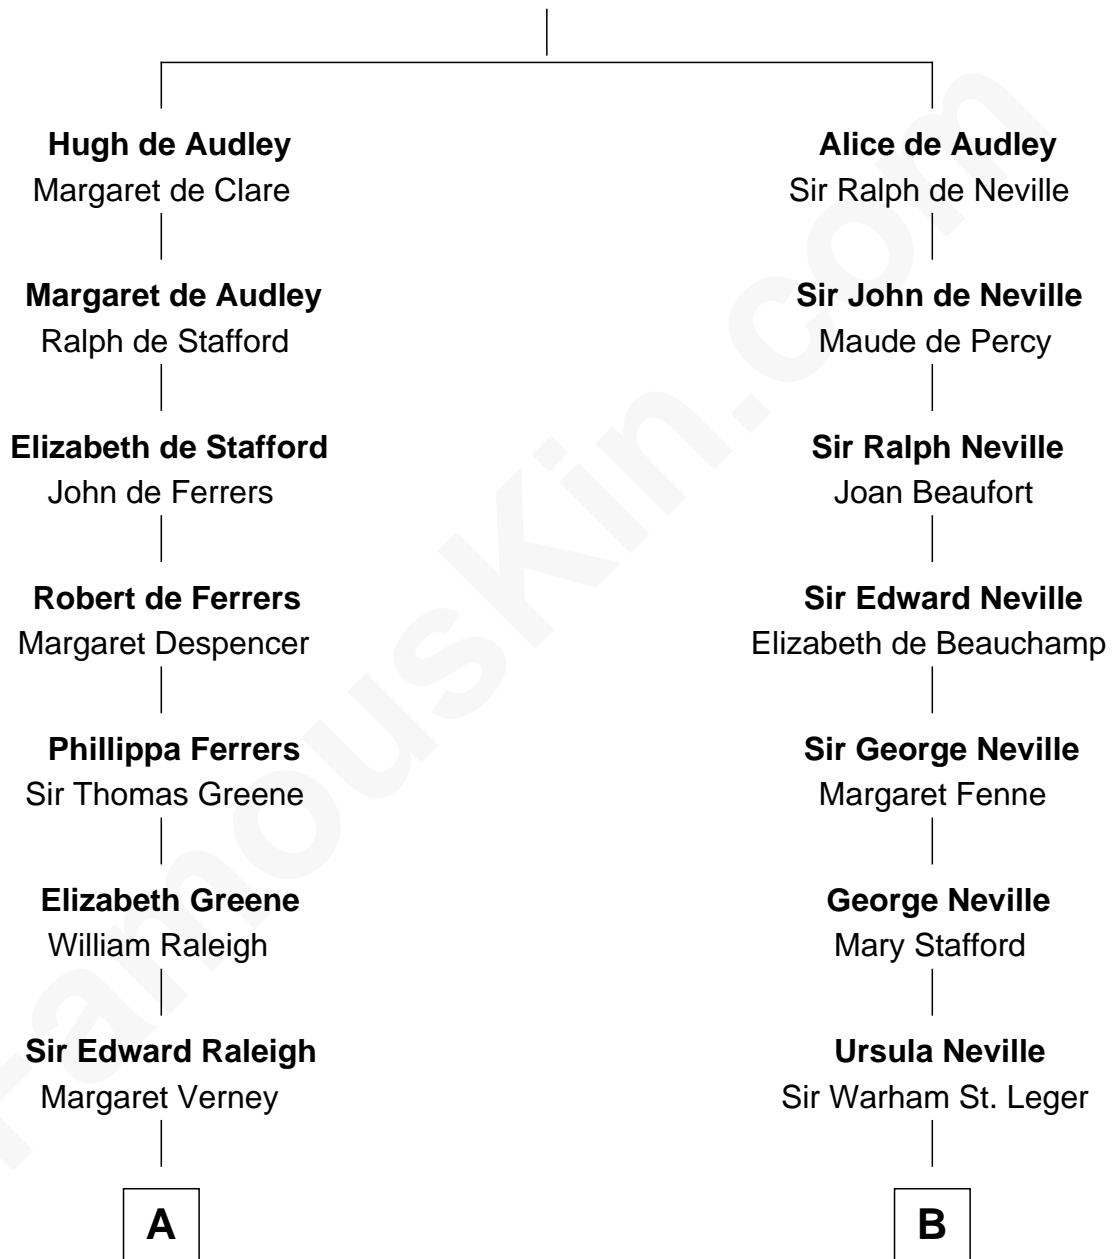 Hugh de Audley
Margaret de Clare
Margaret de Audley
Ralph de Stafford
Elizabeth de Stafford
John de Ferrers
Robert de Ferrers
Margaret Despencer
Phillippa Ferrers
Sir Thomas Greene
Elizabeth Greene
William Raleigh
Sir Edward Raleigh
Margaret Verney
A
Alice de Audley
Sir Ralph de Neville
Sir John de Neville
Maude de Percy
Sir Ralph Neville
Joan Beaufort
Sir Edward Neville
Elizabeth de Beauchamp
Sir George Neville
Margaret Fenne
George Neville
Mary Stafford
Ursula Neville
Sir Warham St. Leger
B
FamousKin.com